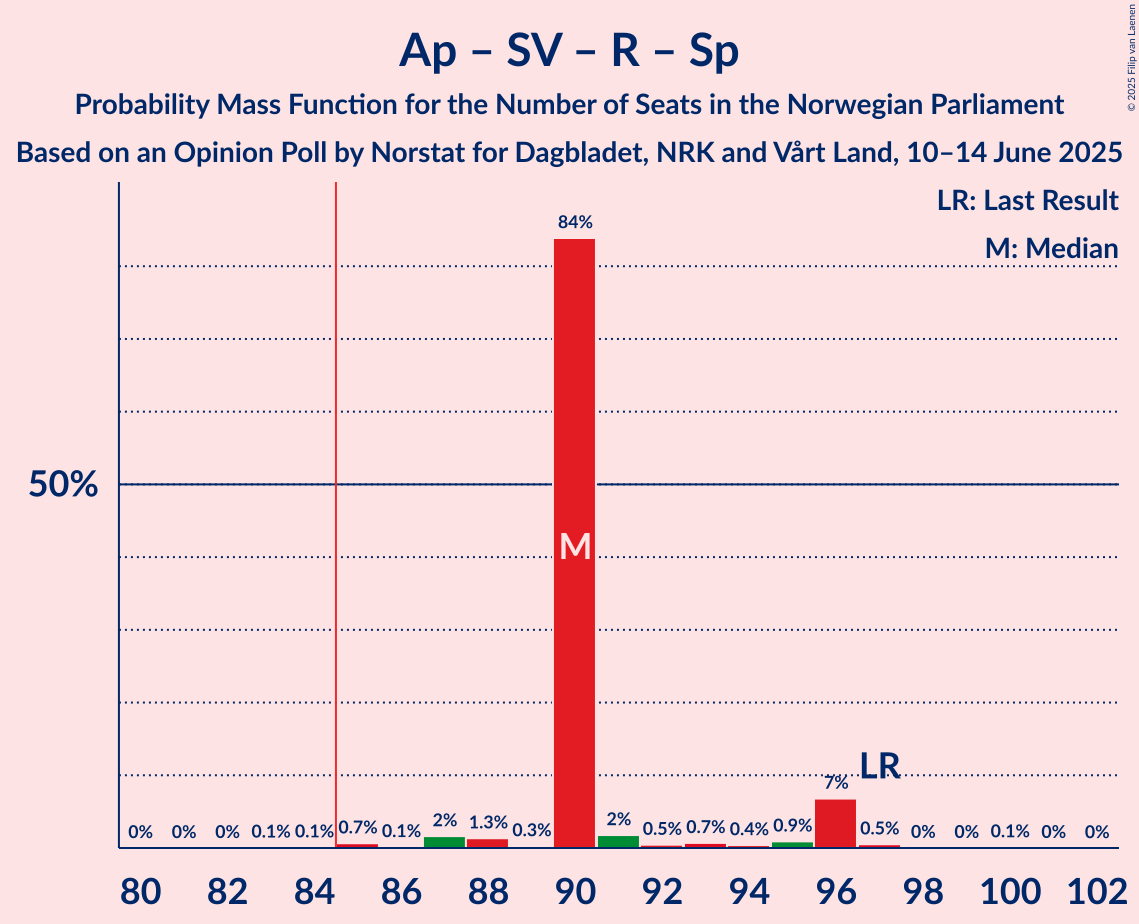 © 2025 Filip van Laenen
Ap – SV – R – Sp
Probability Mass Function for the Number of Seats in the Norwegian Parliament
Based on an Opinion Poll by Norstat for Dagbladet, NRK and Vårt Land, 10–14 June 2025
LR: Last Result
M: Median
84%
50%
M
LR
0% 0% 0% 0.1% 0.1% 0.7% 0.1% 2% 1.3% 0.3% 2% 0.5% 0.7% 0.4% 0.9% 7% 0.5% 0% 0% 0.1% 0% 0%
80 82 84 86 88 90 92 94 96 98 100 102